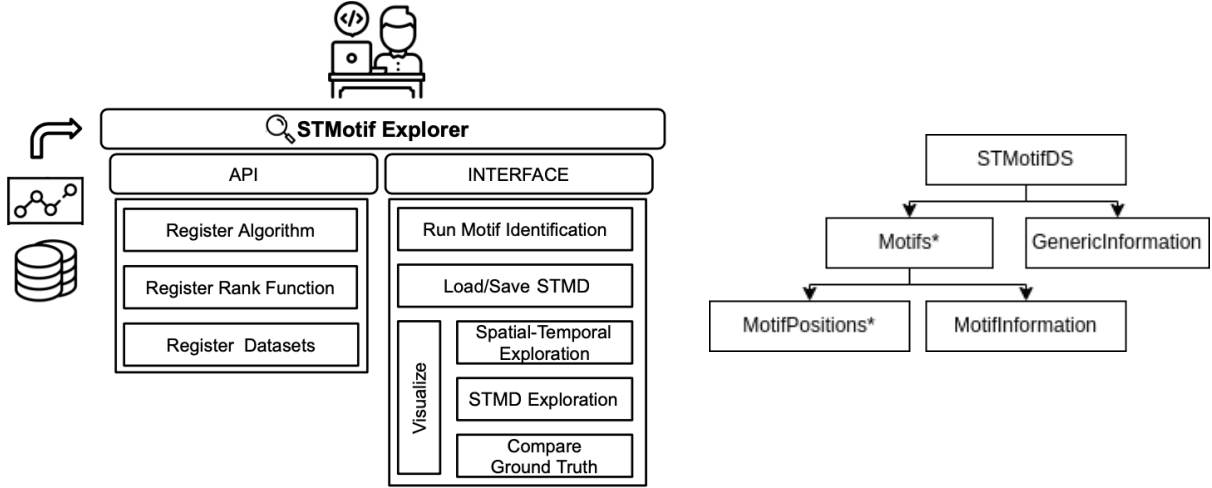 </>
STMotif Explorer
API
INTERFACE
Register Algorithm
Register Rank Function
Register Datasets
Run Motif Identification
Load/Save STMD
Visualize
Spatial-Temporal
Exploration
STMD Exploration
Compare
Ground Truth
STMotifDS
Motifs*
GenericInformation
MotifPositions*
MotifInformation